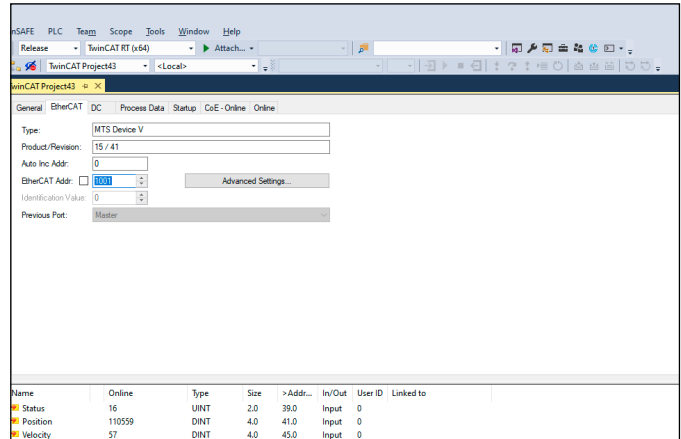 nSAFE PLC Team Scope Tools Window Help
Release TwinCAT RT (x64) Attach...
TwinCAT Project43 <Local>
winCAT Project43
General EtherCAT DC Process Data Startup CoE - Online Online
Type: MTS Device V
Product/Revision: 15 / 41
Auto Inc Addr: 0
EtherCAT Addr: 1001 Advanced Settings...
Identification Value: 0
Previous Port: Master
Name Online Type Size >Addr... In/Out User ID Linked to
Status 16 UINT 2.0 39.0 Input 0
Position 110559 DINT 4.0 41.0 Input 0
Velocity 57 DINT 4.0 45.0 Input 0